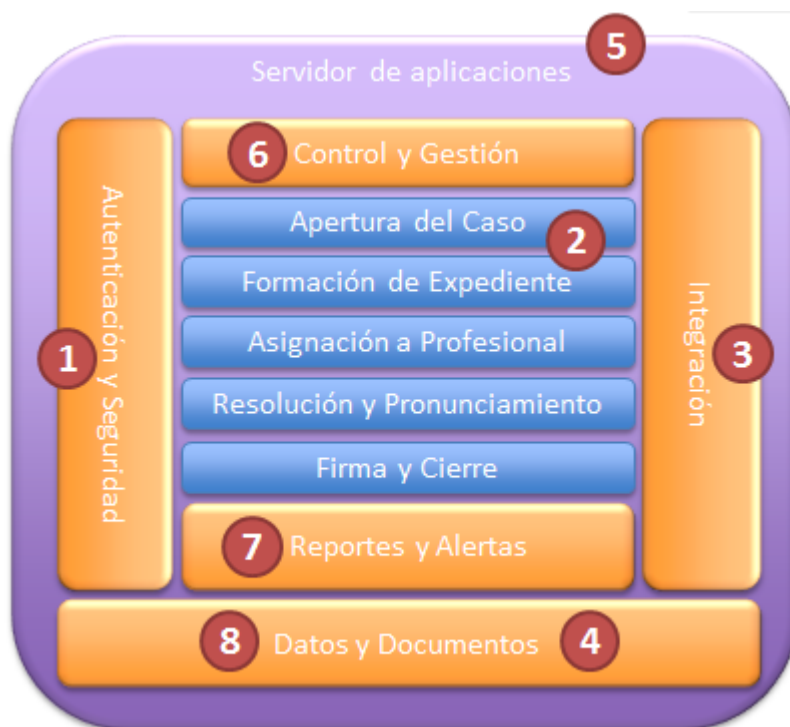 5
Servidor de aplicaciones
6 Control y Gestión
Apertura del Caso
2
Formación de Expediente
Asignación a Profesional
Resolución y Pronunciamiento
Firma y Cierre
7 Reportes y Alertas
1
Autenticación y Seguridad
3
Integración
8 Datos y Documentos 4